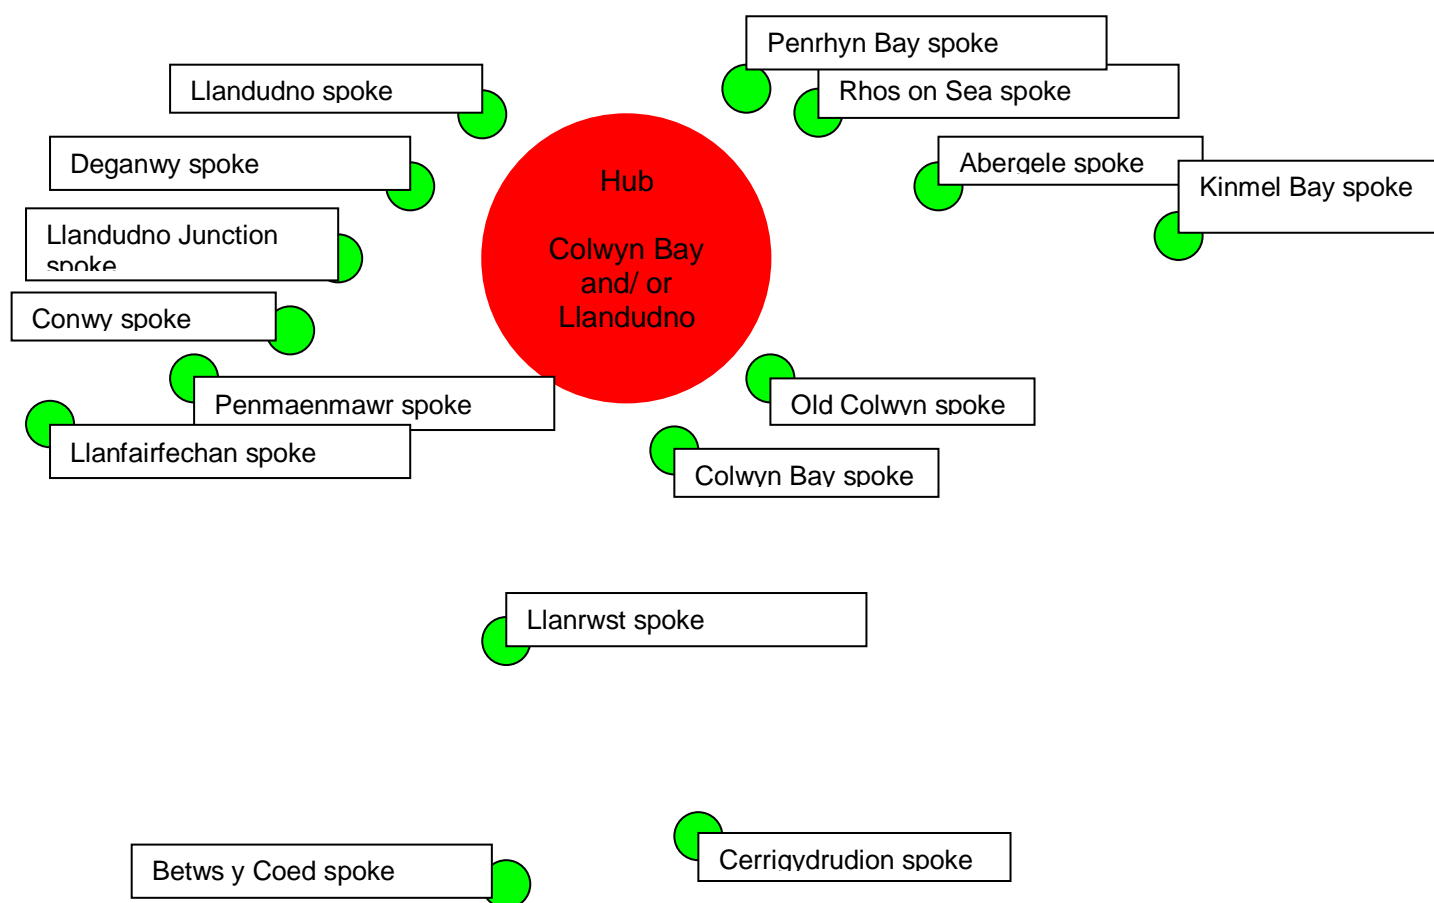 Penrhyn Bay spoke
Llandudno spoke
Rhos on Sea spoke
Deganwy spoke
Abergele spoke
Kinmel Bay spoke
Hub
Colwyn Bay
and/ or
Llandudno
Llandudno Junction
spoke
Conwy spoke
Penmaenmawr spoke
Old Colwyn spoke
Llanfairfechan spoke
Colwyn Bay spoke
Llanrwst spoke
Betws y Coed spoke
Cerrigydrudion spoke